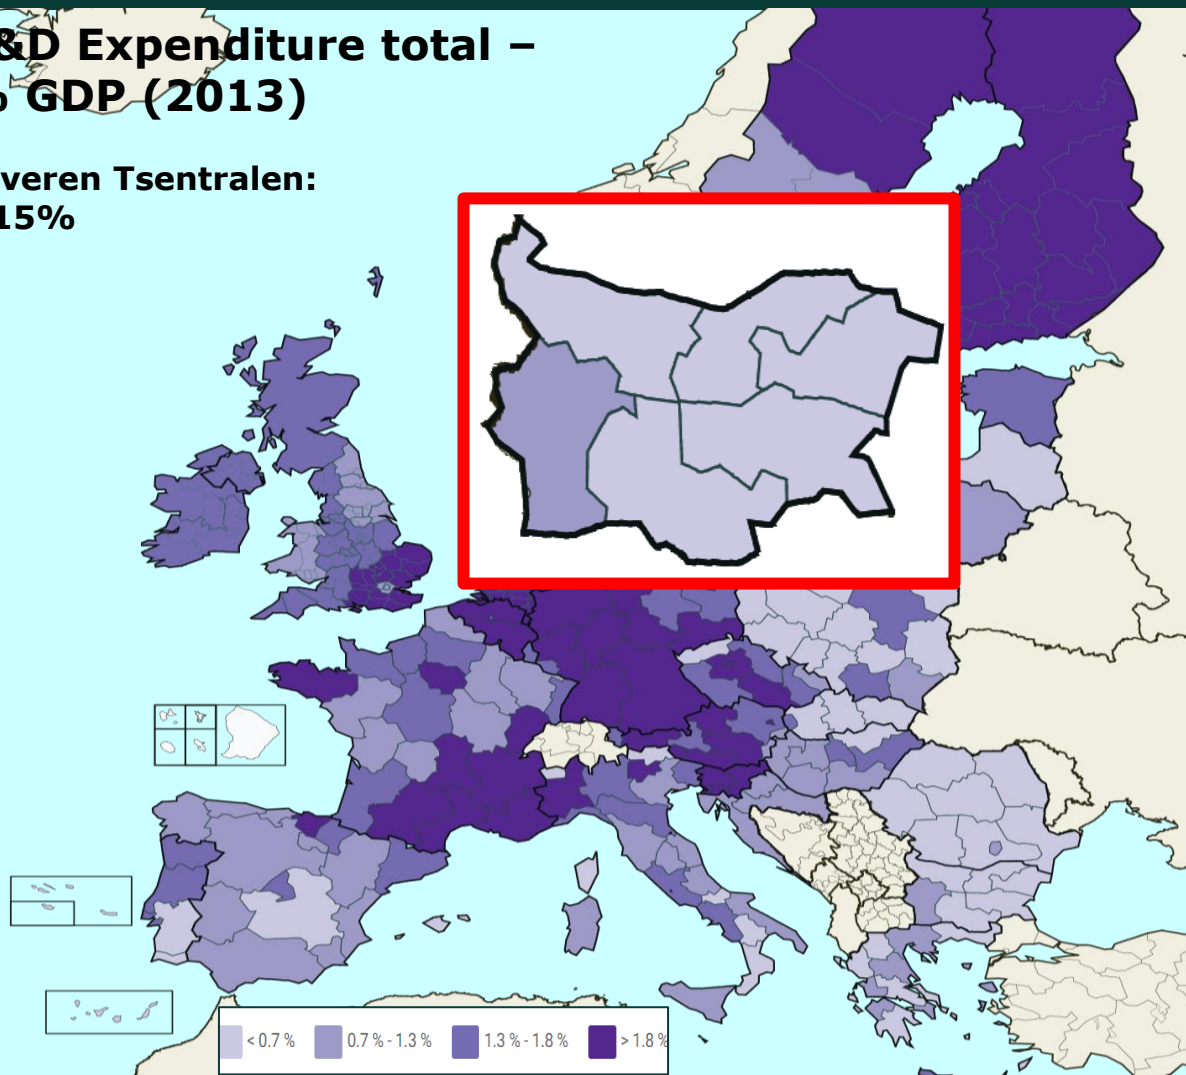 &D Expenditure total –
% GDP (2013)
veren Tsentralen:
15%
< 0.7 %
0.7 % - 1.3 %
1.3 % - 1.8 %
> 1.8 %